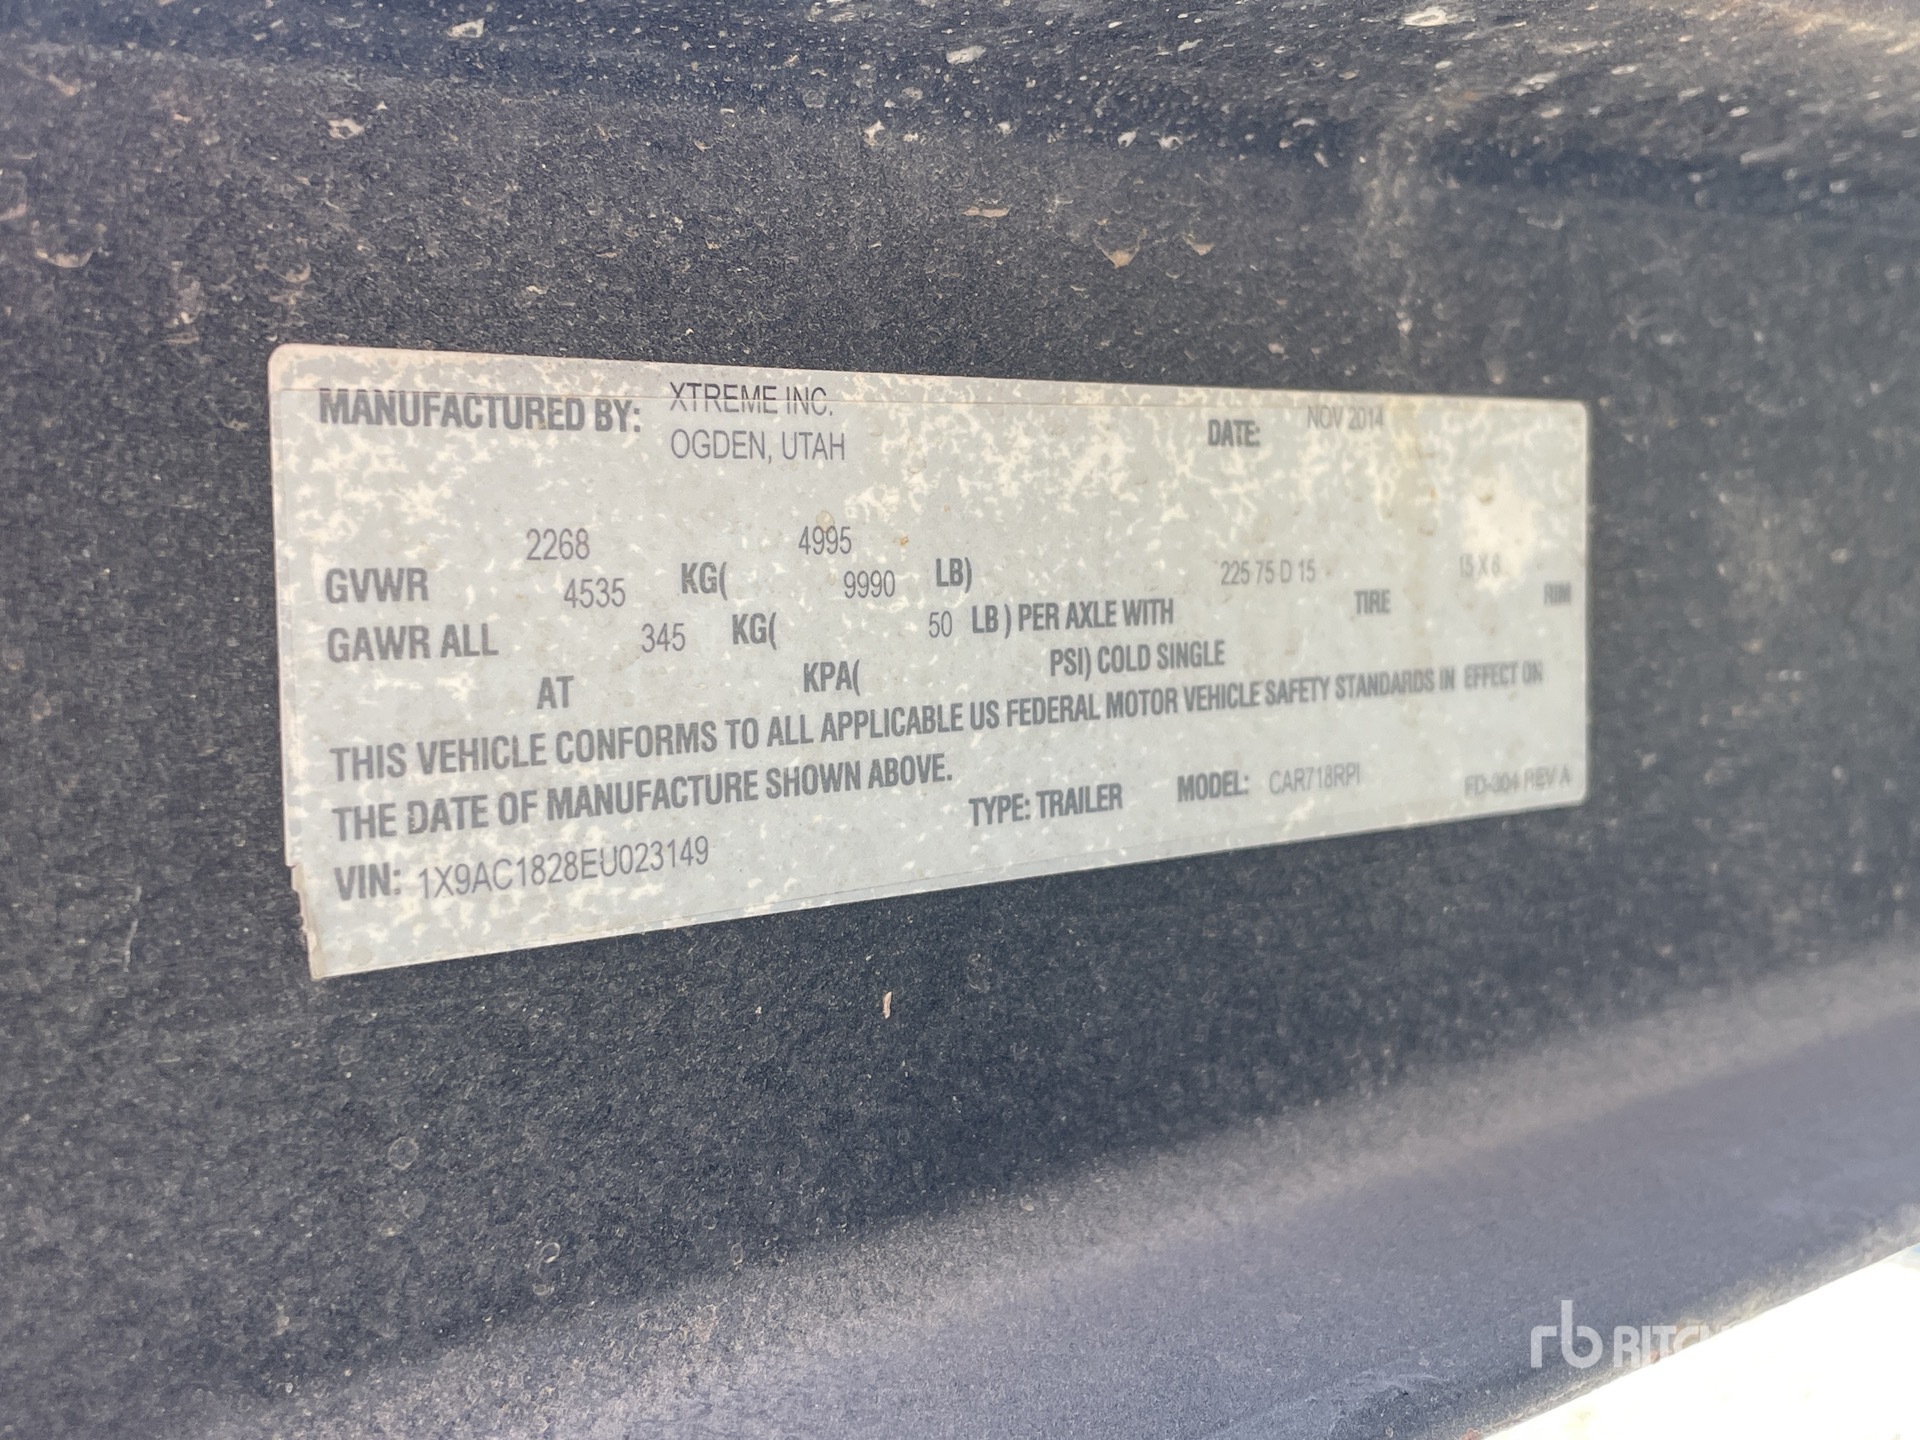 MANUFACTURED BY: XTREME INC. DATE: NOV 2014
OGDEN, UTAH
2268 4995
GVWR 4535 KG( 9990 LB) 225 75 D 15 15 X 6
GAWR ALL 345 KG( 50 LB ) PER AXLE WITH TIRE RIM
AT KPA( PSI) COLD SINGLE
THIS VEHICLE CONFORMS TO ALL APPLICABLE US FEDERAL MOTOR VEHICLE SAFETY STANDARDS IN EFFECT ON
THE DATE OF MANUFACTURE SHOWN ABOVE.
VIN: 1X9AC1828EU023149 TYPE: TRAILER MODEL: CAR718RPI FD-304 REV A
rb